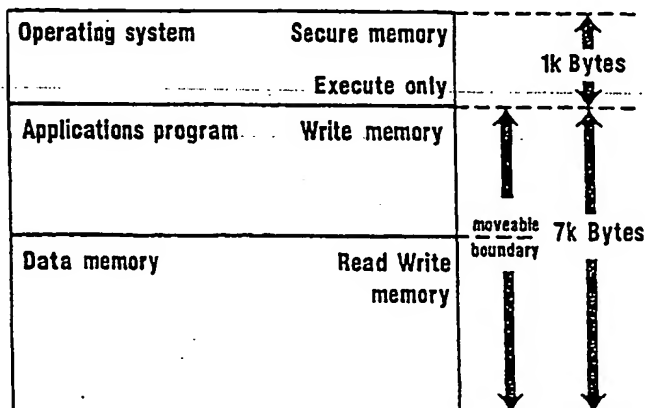 Operating system Secure memory
1k Bytes
Execute only
Applications program Write memory
moveable
boundary
7k Bytes
Data memory Read Write
memory